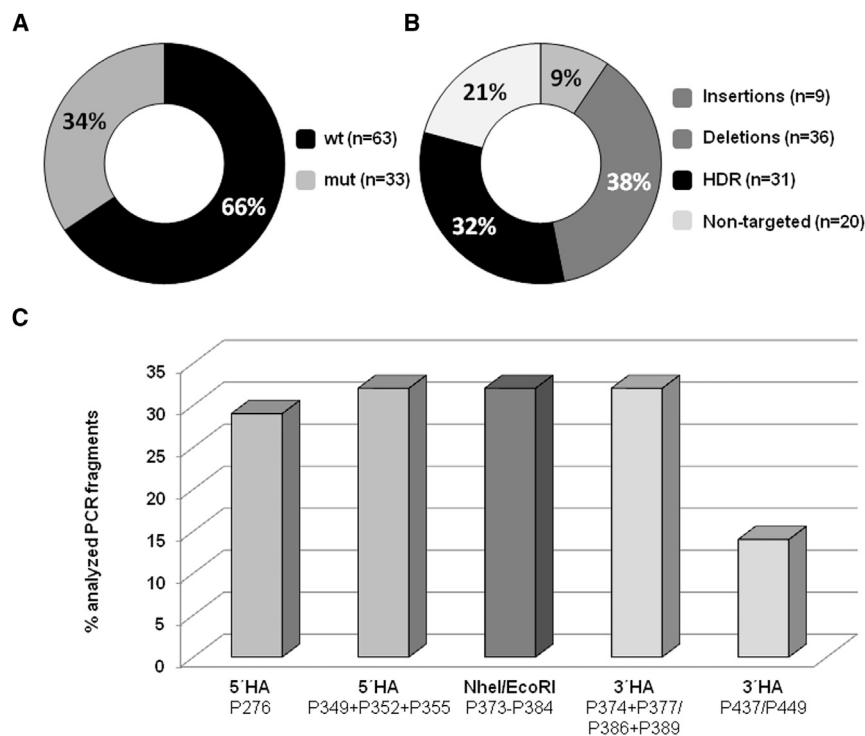 A
34%
66%
wt (n=63)
mut (n=33)
B
21%
9%
38%
32%
Insertions (n=9)
Deletions (n=36)
HDR (n=31)
Non-targeted (n=20)
C
% analyzed PCR fragments
35
30
25
20
15
10
5
0
5´HA
P276
5´HA
P349+P352+P355
NheI/EcoRI
P373-P384
3´HA
P374+P377/
P386+P389
3´HA
P437/P449